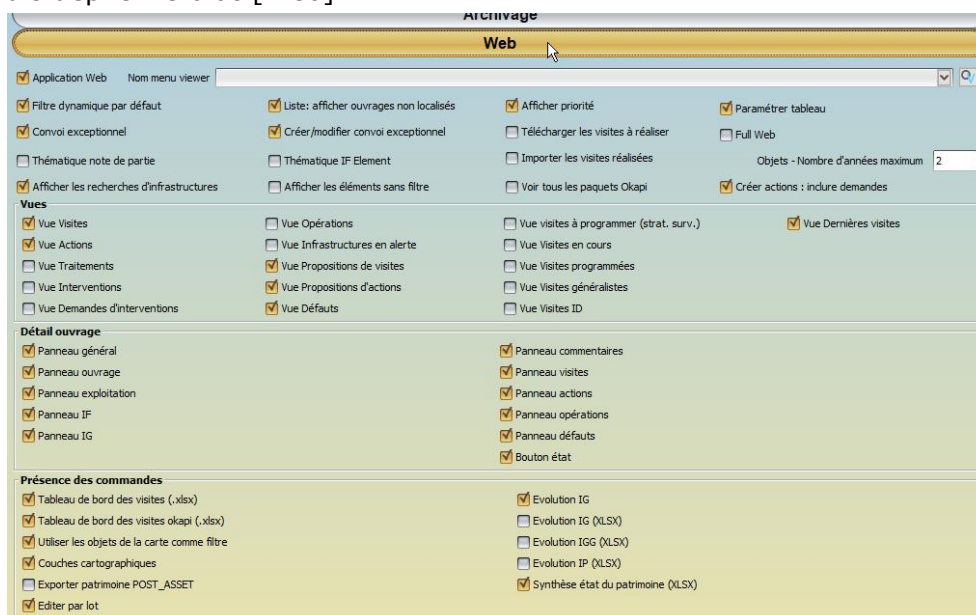 Archivage
Web
Application Web Nom menu viewer
Filtre dynamique par défaut Liste: afficher ouvrages non localisés Afficher priorité Paramétrer tableau
Convoi exceptionnel Créer/modifier convoi exceptionnel Télécharger les visites à réaliser Full Web
Thématique note de partie Thématique IF Element Importer les visites réalisées Objets - Nombre d'années maximum 2
Afficher les recherches d'infrastructures Afficher les éléments sans filtre Voir tous les paquets Okapi Créer actions : inclure demandes
Vues
Vue Visites Vue Opérations Vue visites à programmer (strat. surv.) Vue Dernières visites
Vue Actions Vue Infrastructures en alerte Vue Visites en cours
Vue Traitements Vue Propositions de visites Vue Visites programmées
Vue Interventions Vue Propositions d'actions Vue Visites généralistes
Vue Demandes d'interventions Vue Défauts Vue Visites ID
Détail ouvrage
Panneau général Panneau commentaires
Panneau ouvrage Panneau visites
Panneau exploitation Panneau actions
Panneau IF Panneau opérations
Panneau IG Panneau défauts
Bouton état
Présence des commandes
Tableau de bord des visites (.xlsx) Evolution IG
Tableau de bord des visites okapi (.xlsx) Evolution IG (XLSX)
Utiliser les objets de la carte comme filtre Evolution IGG (XLSX)
Couches cartographiques Evolution IP (XLSX)
Exporter patrimoine POST_ASSET Synthèse état du patrimoine (XLSX)
Editer par lot